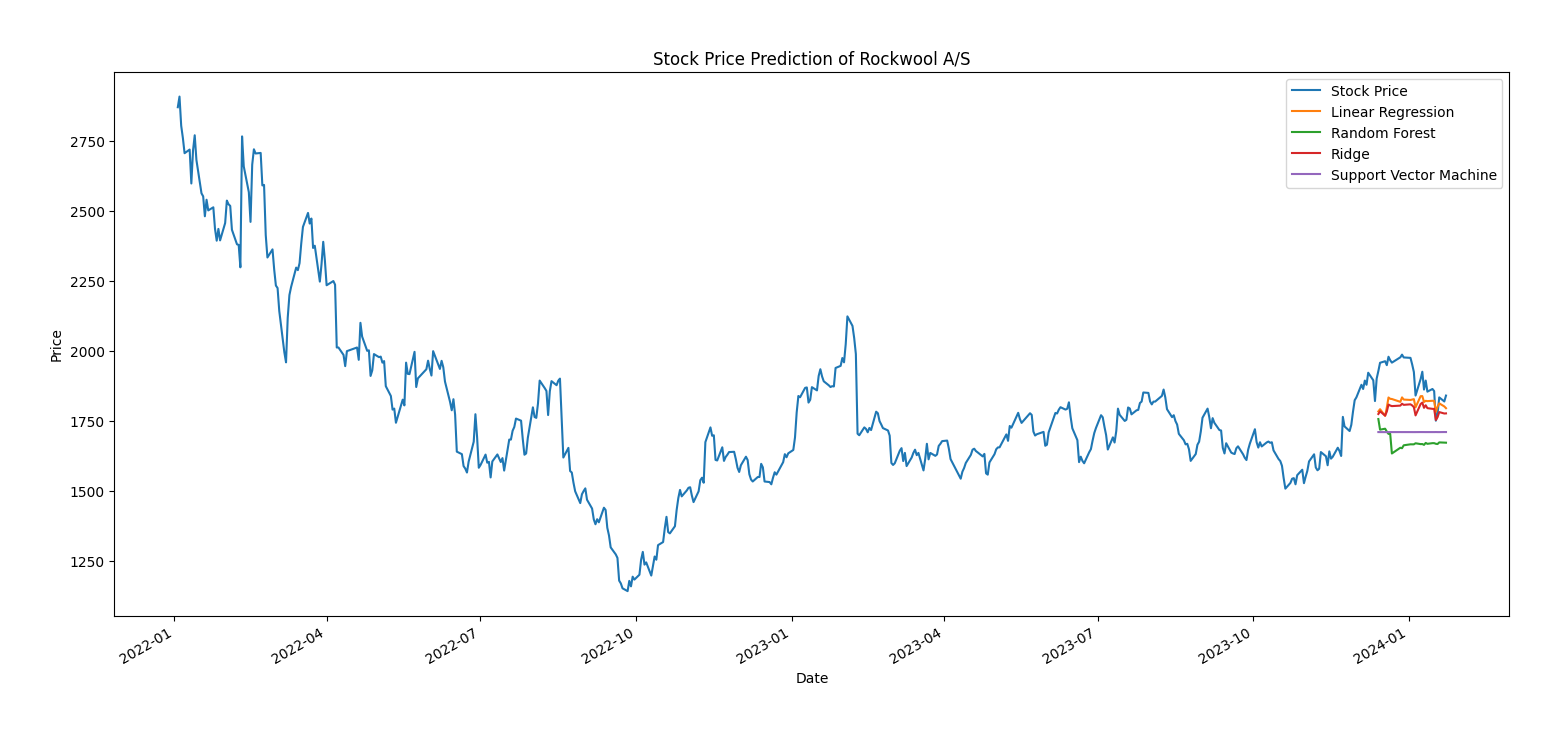 Stock Price Prediction of Rockwool A/S
Stock Price
Linear Regression
Random Forest
Ridge
Support Vector Machine
Price
2750
2500
2250
2000
1750
1500
1250
2022-01
2022-04
2022-07
2022-10
2023-01
2023-04
2023-07
2023-10
2024-01
Date